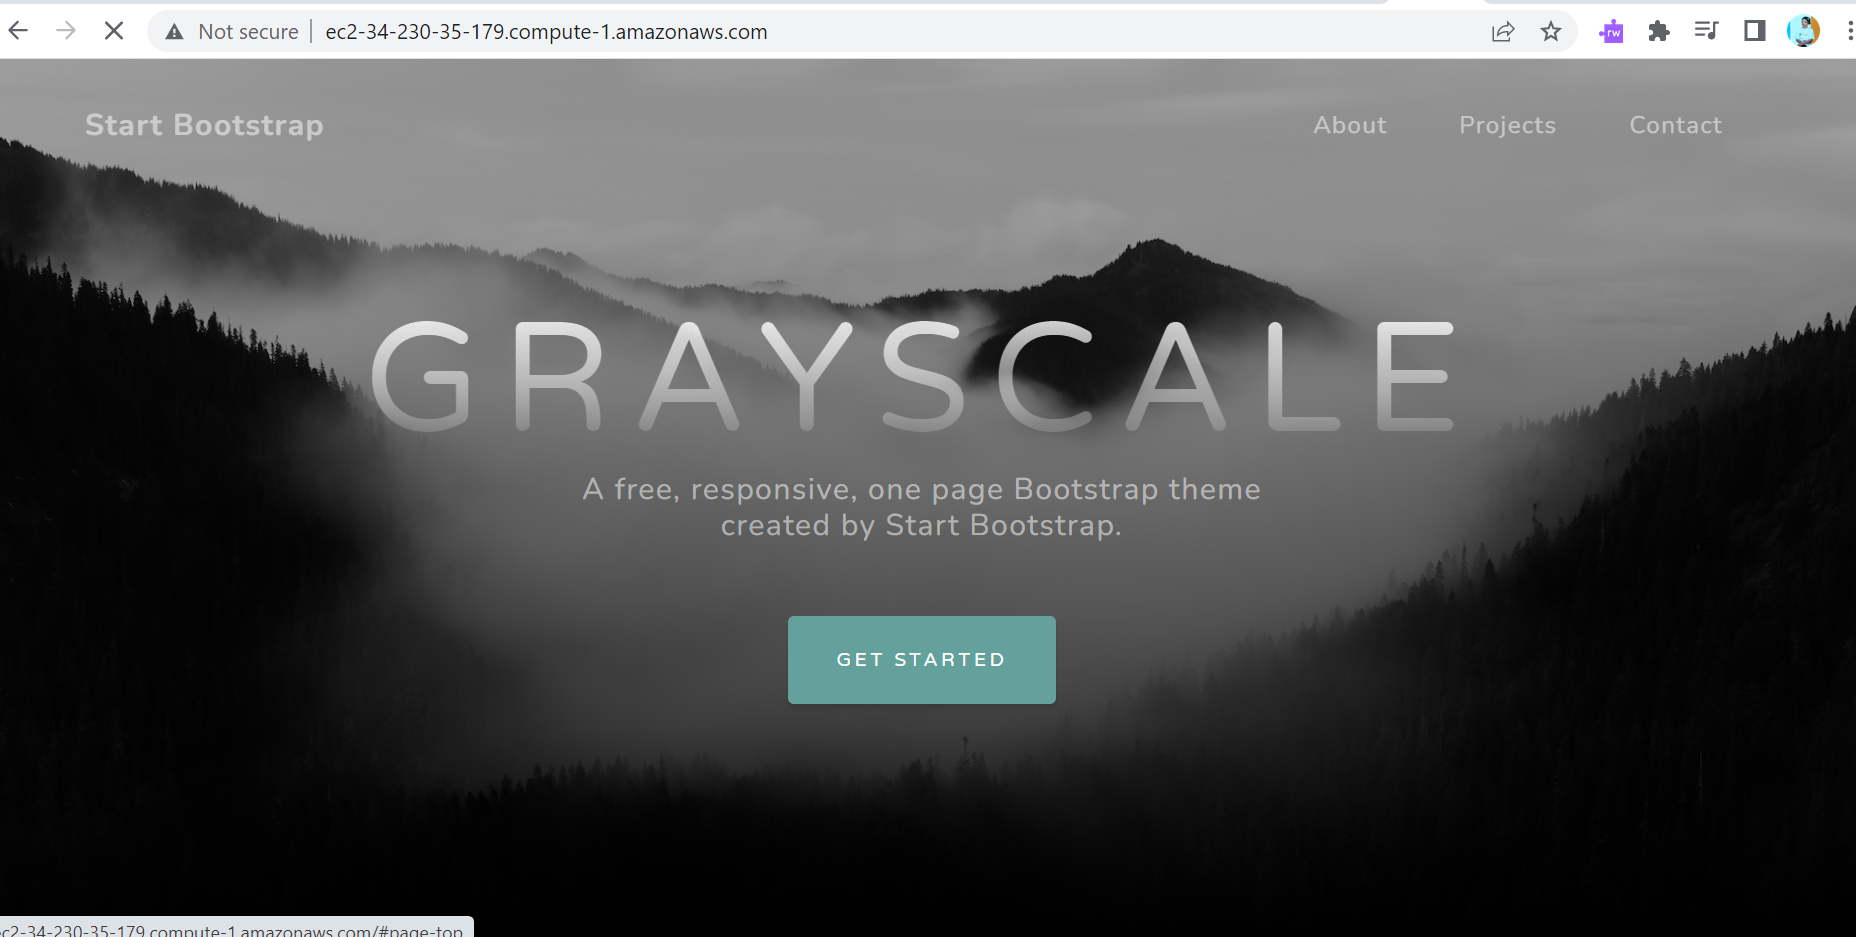 Not secure | ec2-34-230-35-179.compute-1.amazonaws.com
rw
Start Bootstrap
About Projects Contact
GRAYSCALE
A free, responsive, one page Bootstrap theme
created by Start Bootstrap.
GET STARTED
ec2-34-230-35-179.compute-1.amazonaws.com/#page-top